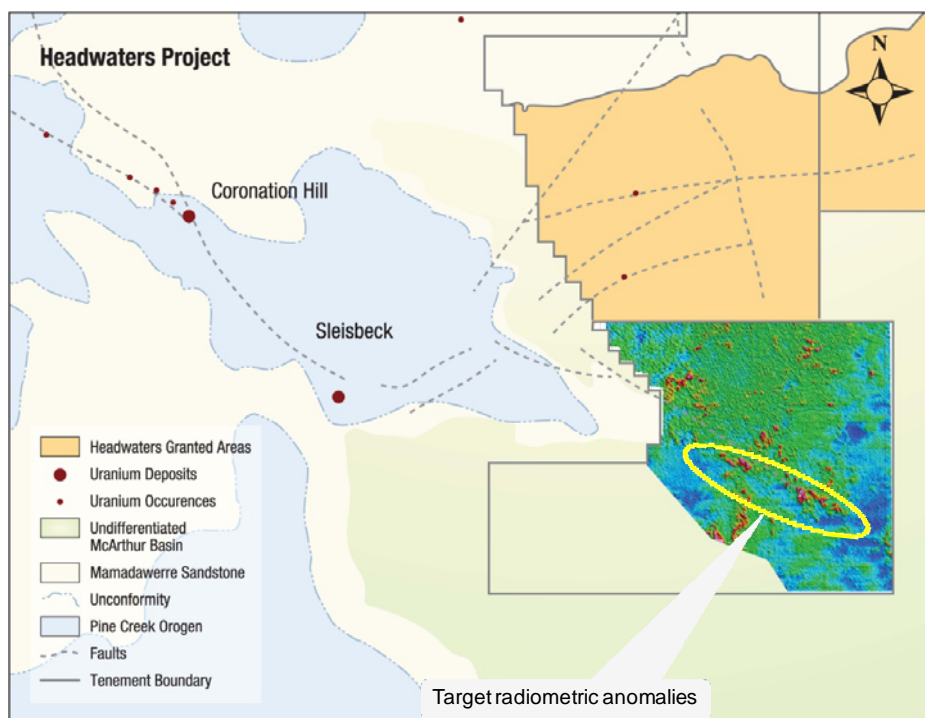 Headwaters Project
N
Coronation Hill
Sleisbeck
Headwaters Granted Areas
Uranium Deposits
Uranium Occurences
Undifferentiated
McArthur Basin
Mamadawerre Sandstone
Unconformity
Pine Creek Orogen
Faults
Tenement Boundary
Target radiometric anomalies